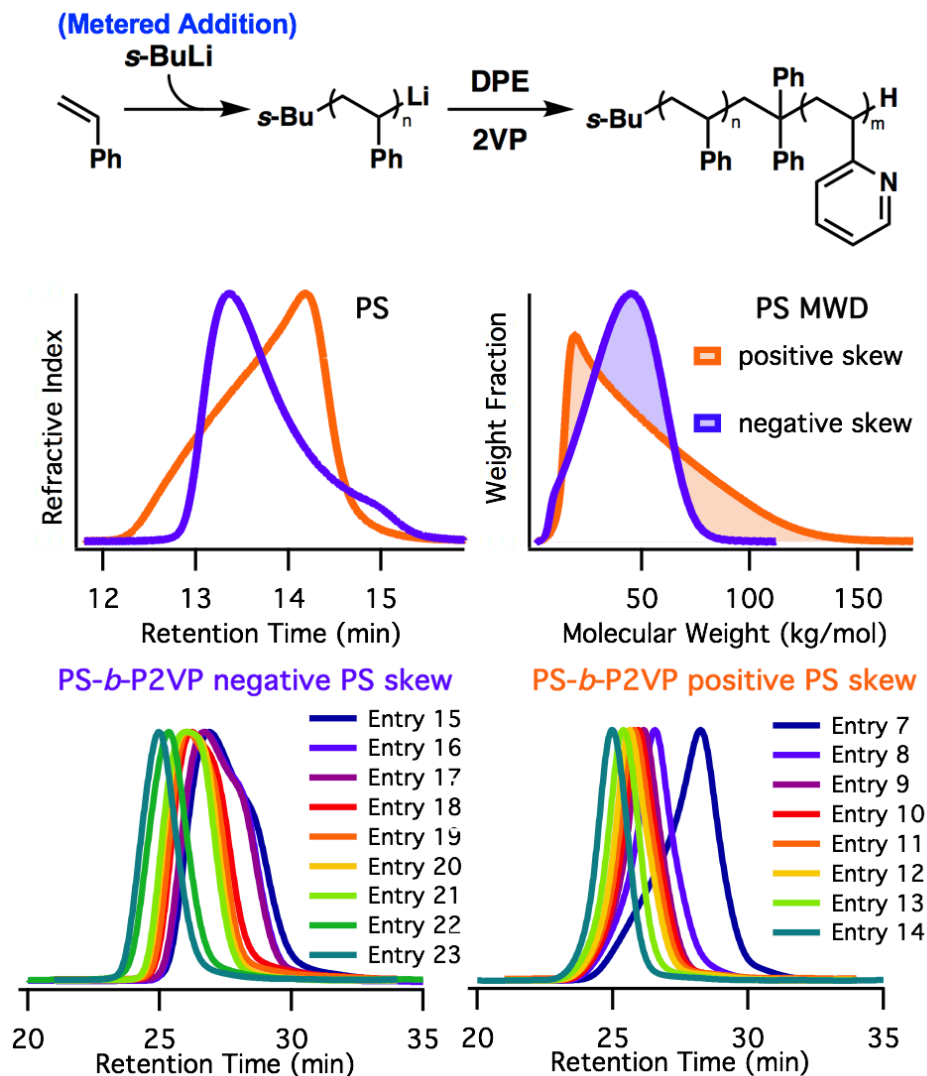 (Metered Addition)
s-BuLi
Ph
s-Bu
Li
n
Ph
DPE
2VP
s-Bu
n
Ph
Ph
Ph
m
H
N
PS
Refractive Index
12 13 14 15
Retention Time (min)
PS MWD
positive skew
negative skew
Weight Fraction
50 100 150
Molecular Weight (kg/mol)
PS-b-P2VP negative PS skew
Entry 15
Entry 16
Entry 17
Entry 18
Entry 19
Entry 20
Entry 21
Entry 22
Entry 23
20 25 30 35
Retention Time (min)
PS-b-P2VP positive PS skew
Entry 7
Entry 8
Entry 9
Entry 10
Entry 11
Entry 12
Entry 13
Entry 14
20 25 30 35
Retention Time (min)